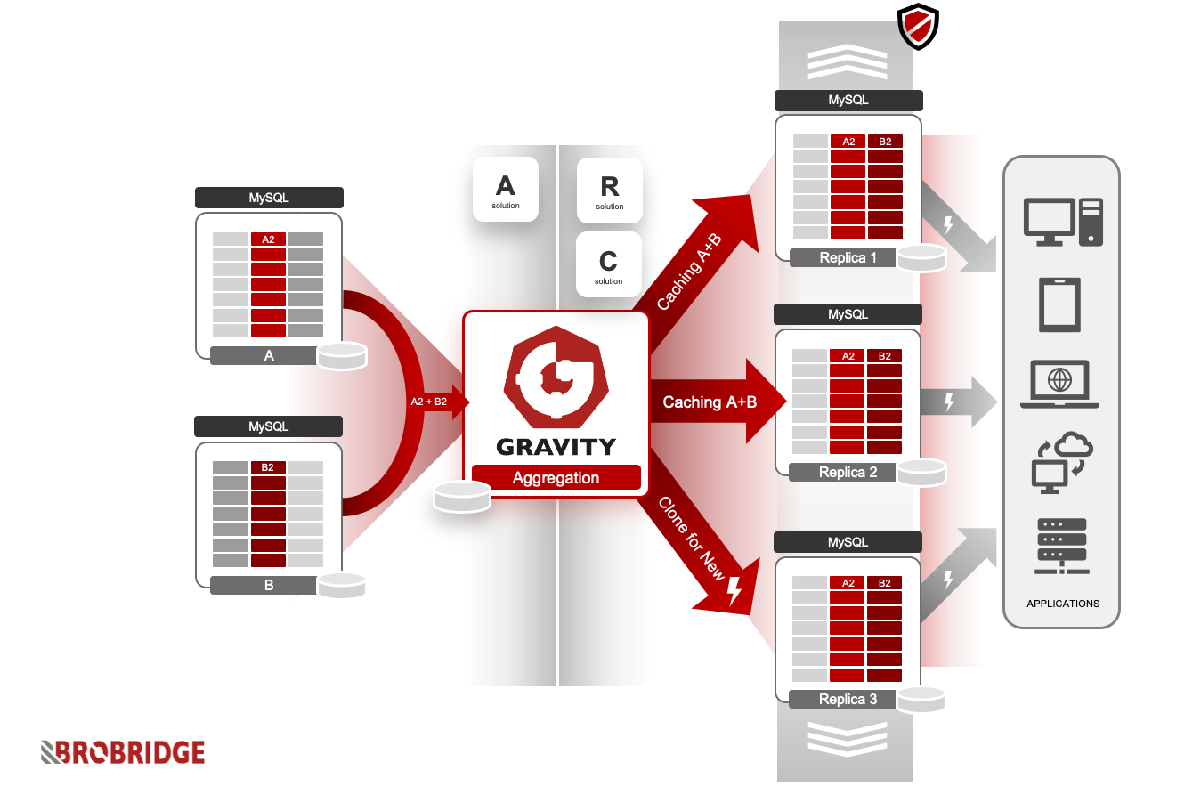 MySQL
A2
A
MySQL
B2
B
A2 + B2
A
solution
R
solution
C
solution
GRAVITY
Aggregation
Caching A+B
Caching A+B
Clone for New
MySQL
A2 B2
Replica 1
MySQL
A2 B2
Replica 2
MySQL
A2 B2
Replica 3
APPLICATIONS
BROBRIDGE